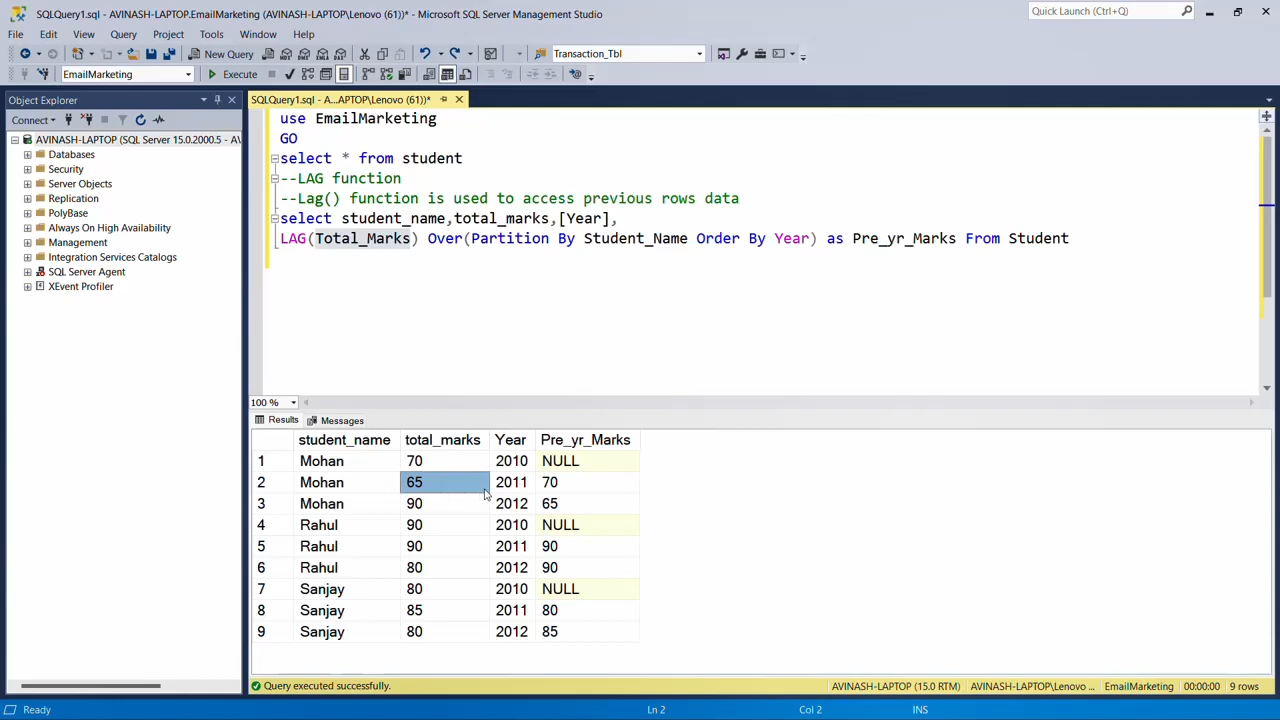 SQLQuery1.sql - AVINASH-LAPTOP.EmailMarketing (AVINASH-LAPTOP\Lenovo (61))* - Microsoft SQL Server Management Studio
Quick Launch (Ctrl+Q)
File Edit View Query Project Tools Window Help
New Query
Transaction_Tbl
EmailMarketing
Execute
Object Explorer
SQLQuery1.sql - A...APTOP\Lenovo (61))*
Connect
AVINASH-LAPTOP (SQL Server 15.0.2000.5 - AV
Databases
Security
Server Objects
Replication
PolyBase
Always On High Availability
Management
Integration Services Catalogs
SQL Server Agent
XEvent Profiler
use EmailMarketing
GO
select * from student
--LAG function
--Lag() function is used to access previous rows data
select student_name,total_marks,[Year],
LAG(Total_Marks) Over(Partition By Student_Name Order By Year) as Pre_yr_Marks From Student
100 %
Results Messages
student_name total_marks Year Pre_yr_Marks
1 Mohan 70 2010 NULL
2 Mohan 65 2011 70
3 Mohan 90 2012 65
4 Rahul 90 2010 NULL
5 Rahul 90 2011 90
6 Rahul 80 2012 90
7 Sanjay 80 2010 NULL
8 Sanjay 85 2011 80
9 Sanjay 80 2012 85
Query executed successfully.
AVINASH-LAPTOP (15.0 RTM) AVINASH-LAPTOP\Lenovo ... EmailMarketing 00:00:00 9 rows
Ready Ln 2 Col 2 INS